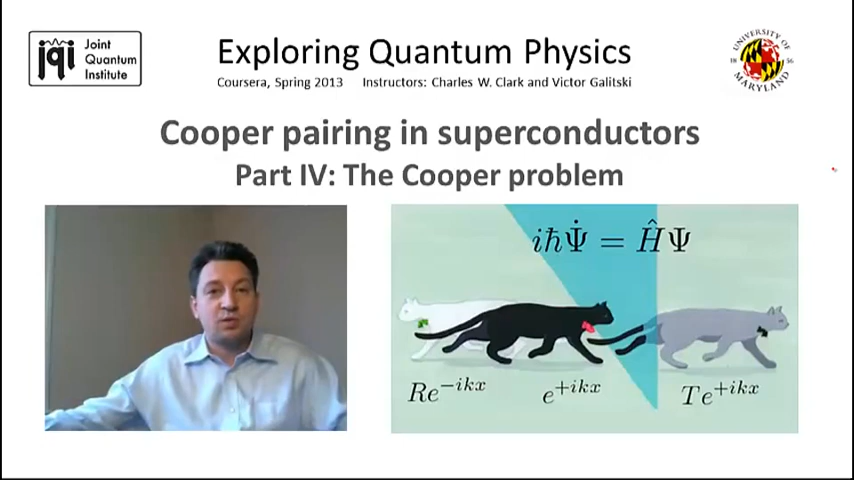 Joint
Quantum
Institute
jqi
Exploring Quantum Physics
Coursera, Spring 2013 Instructors: Charles W. Clark and Victor Galitski
UNIVERSITY OF
18 56
MARYLAND
Cooper pairing in superconductors
Part IV: The Cooper problem
iħΨ̇ = ĤΨ
Re^{-ikx} e^{+ikx} Te^{+ikx}